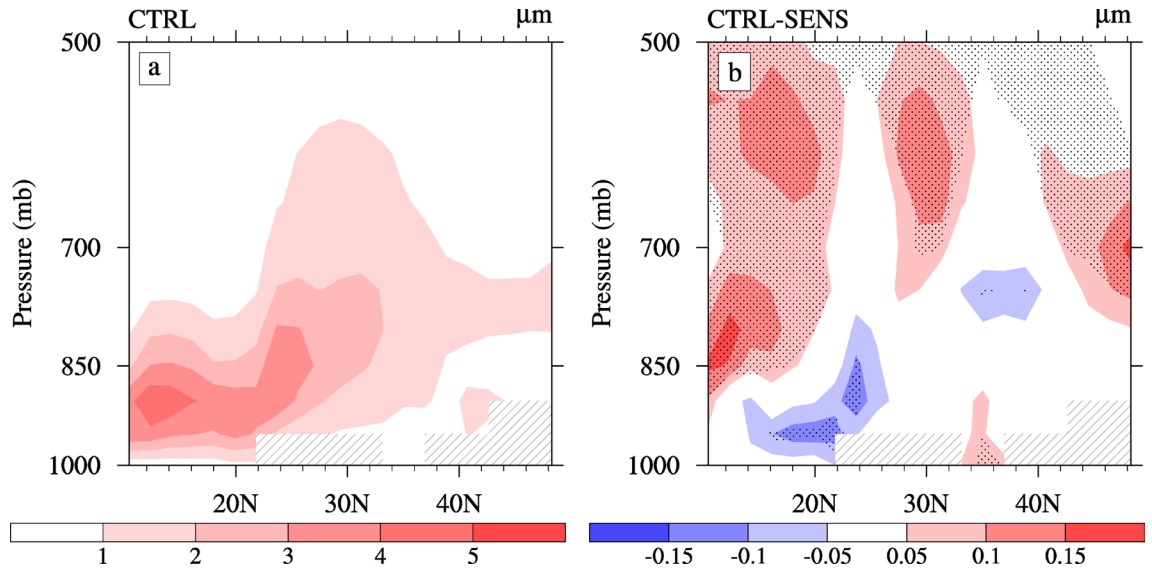 CTRL μm
a
500
700
850
1000
Pressure (mb)
20N 30N 40N
1 2 3 4 5
CTRL-SENS μm
b
500
700
850
1000
Pressure (mb)
20N 30N 40N
-0.15 -0.1 -0.05 0.05 0.1 0.15